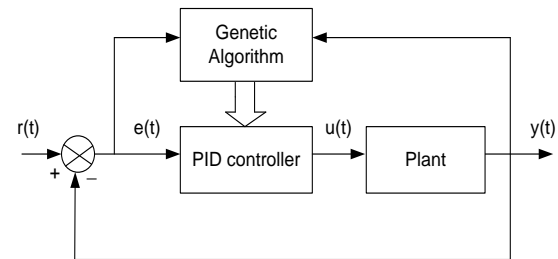 Genetic
Algorithm
r(t)
e(t)
u(t)
y(t)
PID controller
Plant
+
−